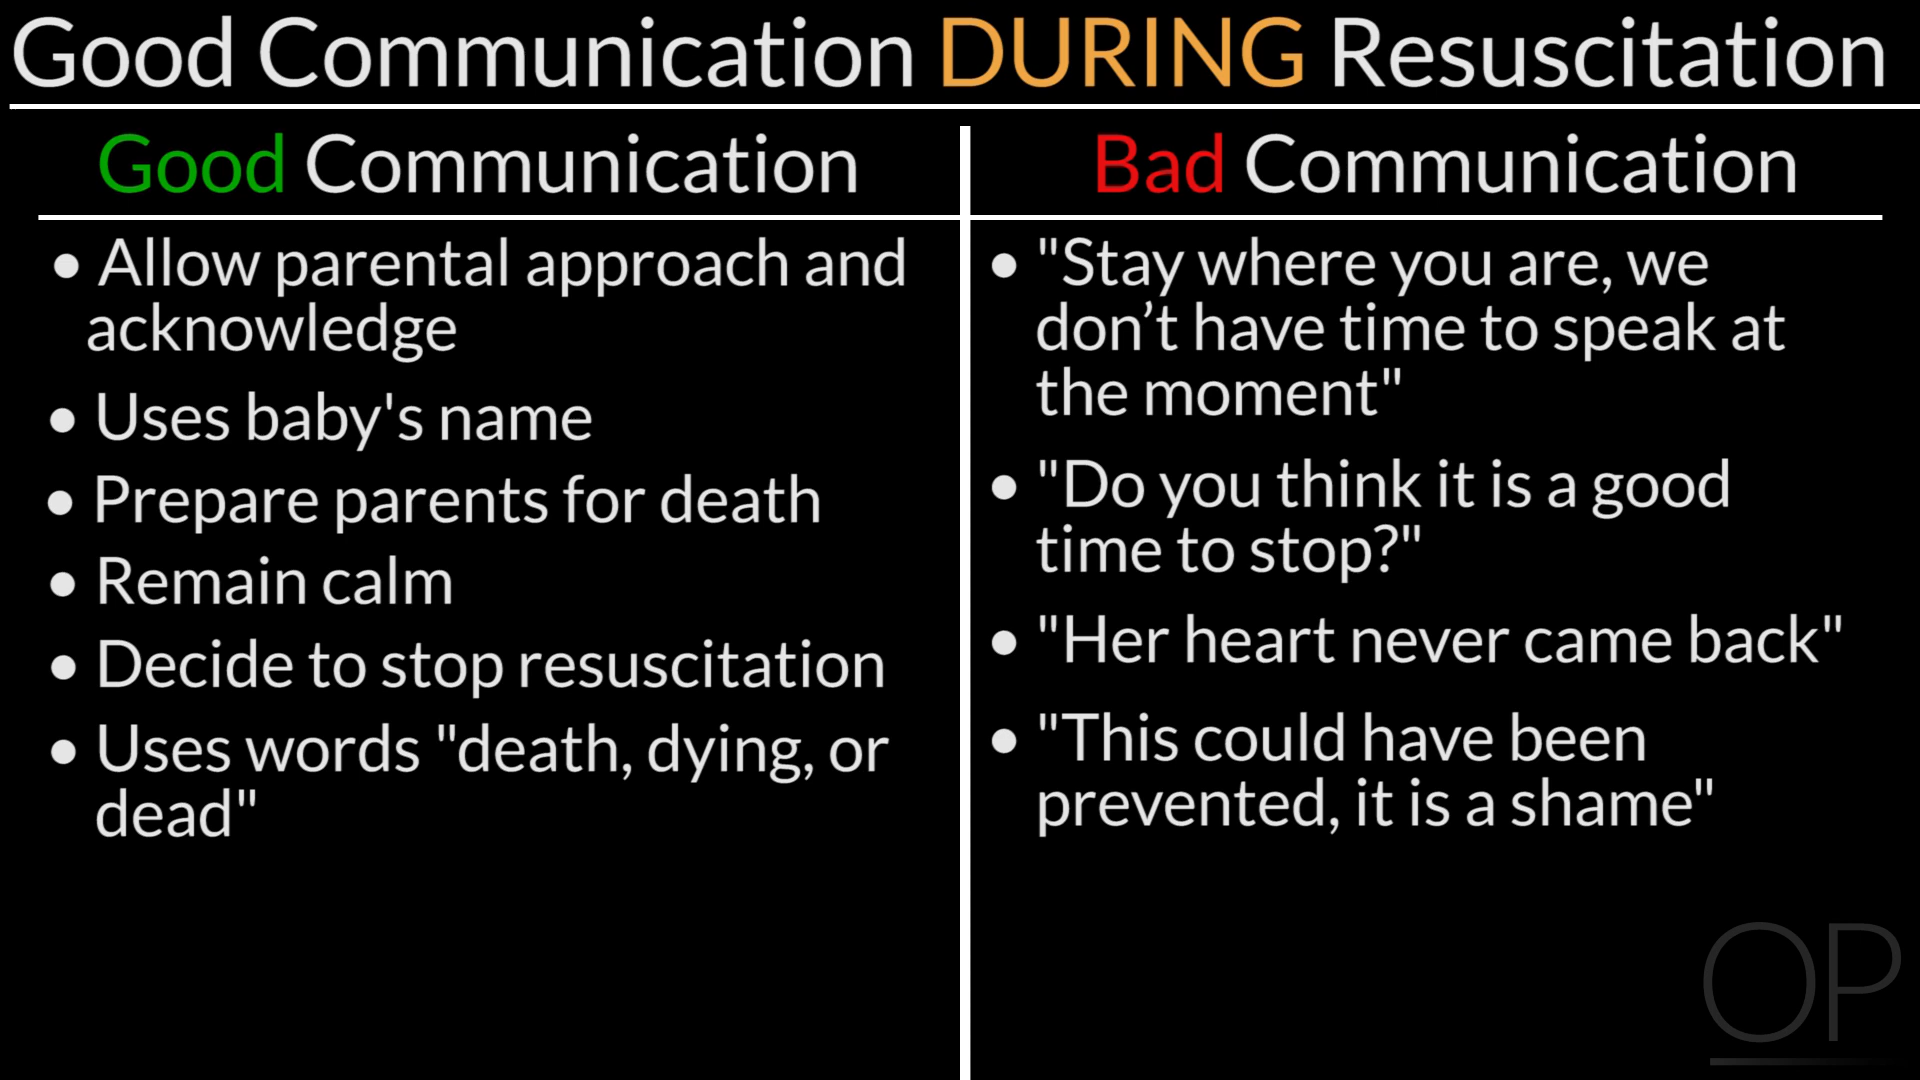 Good Communication DURING Resuscitation
Good Communication
• Allow parental approach and
acknowledge
• Uses baby's name
• Prepare parents for death
• Remain calm
• Decide to stop resuscitation
• Uses words "death, dying, or
dead"
Bad Communication
• "Stay where you are, we
don’t have time to speak at
the moment"
• "Do you think it is a good
time to stop?"
• "Her heart never came back"
• "This could have been
prevented, it is a shame"
OP